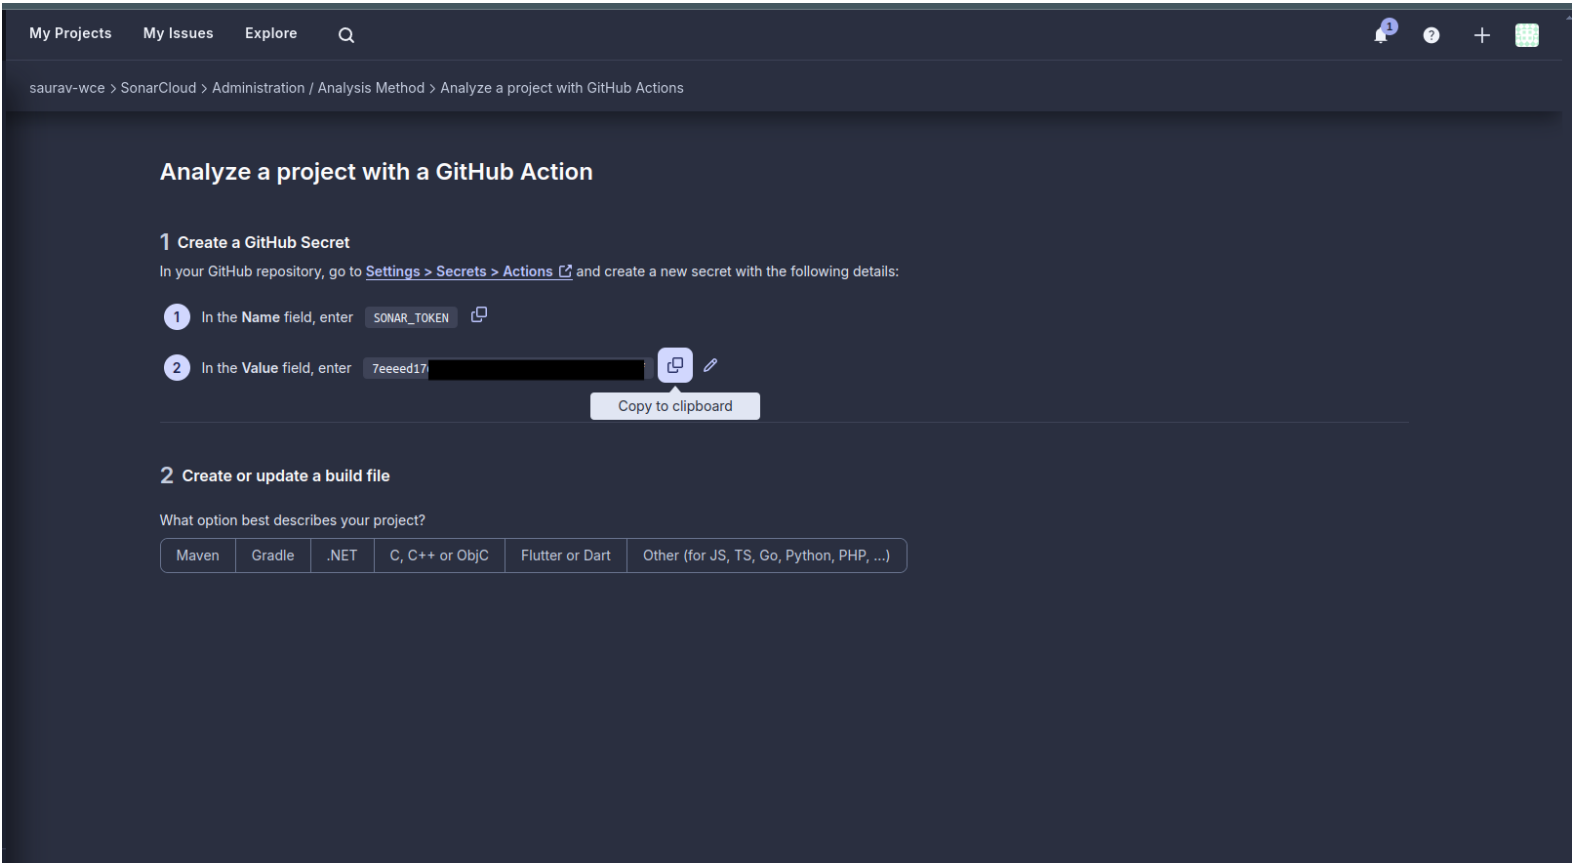 My Projects My Issues Explore 1
saurav-wce > SonarCloud > Administration / Analysis Method > Analyze a project with GitHub Actions
Analyze a project with a GitHub Action
1 Create a GitHub Secret
In your GitHub repository, go to Settings > Secrets > Actions and create a new secret with the following details:
1 In the Name field, enter SONAR_TOKEN
2 In the Value field, enter 7eeeed17
Copy to clipboard
2 Create or update a build file
What option best describes your project?
Maven Gradle .NET C, C++ or ObjC Flutter or Dart Other (for JS, TS, Go, Python, PHP, ...)